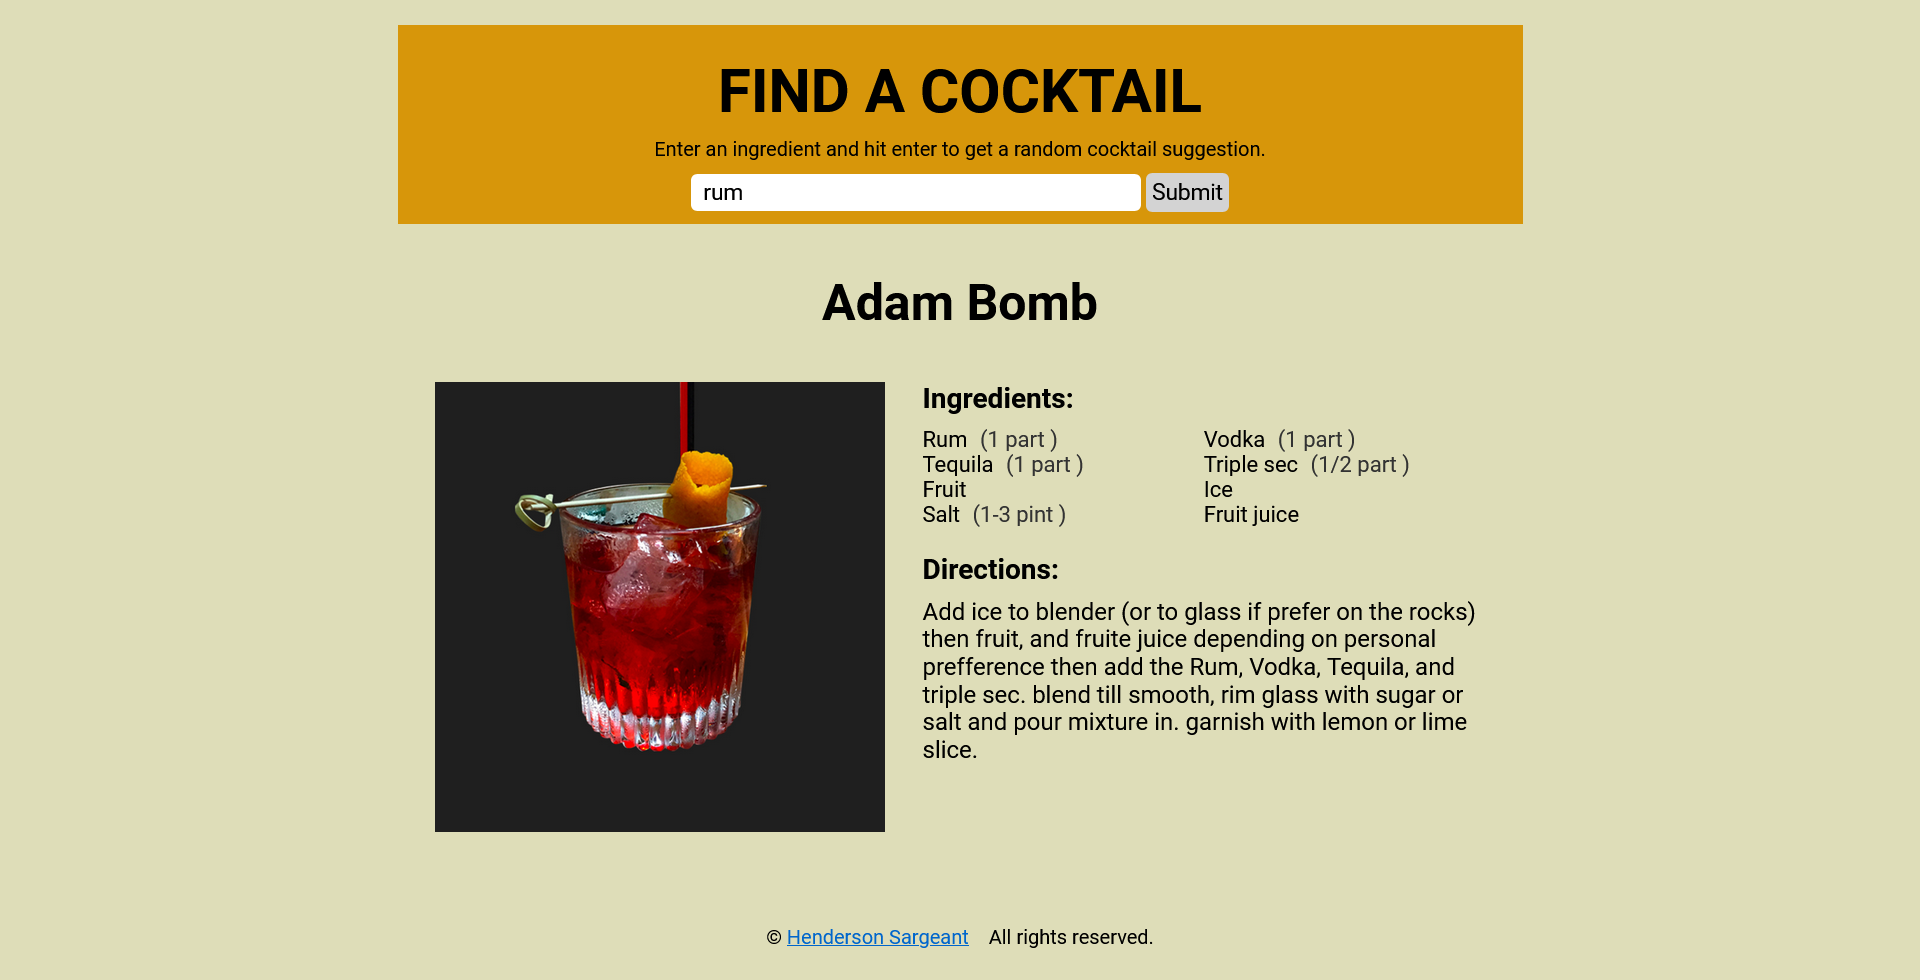 FIND A COCKTAIL
Enter an ingredient and hit enter to get a random cocktail suggestion.
rum
Submit
Adam Bomb
Ingredients:
Rum (1 part )
Vodka (1 part )
Tequila (1 part )
Triple sec (1/2 part )
Fruit
Ice
Salt (1-3 pint )
Fruit juice
Directions:
Add ice to blender (or to glass if prefer on the rocks)
then fruit, and fruite juice depending on personal
prefference then add the Rum, Vodka, Tequila, and
triple sec. blend till smooth, rim glass with sugar or
salt and pour mixture in. garnish with lemon or lime
slice.
© Henderson Sargeant All rights reserved.